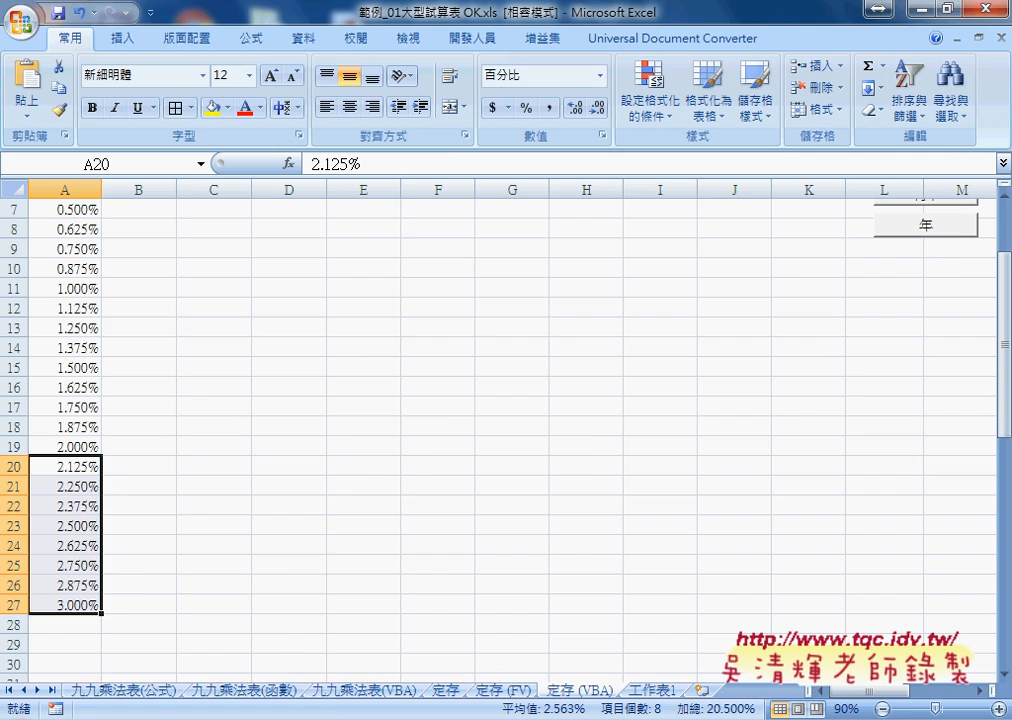 範例_01大型試算表 OK.xls [相容模式] - Microsoft Excel
常用 插入 版面配置 公式 資料 校閱 檢視 開發人員 增益集 Universal Document Converter
貼上
剪貼簿
新細明體 12
B I U
字型
對齊方式
百分比
$ % ,
數值
設定格式化的條件
格式化為表格
儲存格樣式
樣式
插入
刪除
格式
儲存格
Σ
排序與篩選
尋找與選取
編輯
A20 fx 2.125%
A B C D E F G H I J K L M
7 0.500%
8 0.625% 年
9 0.750%
10 0.875%
11 1.000%
12 1.125%
13 1.250%
14 1.375%
15 1.500%
16 1.625%
17 1.750%
18 1.875%
19 2.000%
20 2.125%
21 2.250%
22 2.375%
23 2.500%
24 2.625%
25 2.750%
26 2.875%
27 3.000%
28
29
30
http://www.tqc.idv.tw/
吳清輝老師錄製
九九乘法表(公式) 九九乘法表(函數) 九九乘法表(VBA) 定存 定存 (FV) 定存 (VBA) 工作表1
就緒 平均值: 2.563% 項目個數: 8 加總: 20.500% 90%